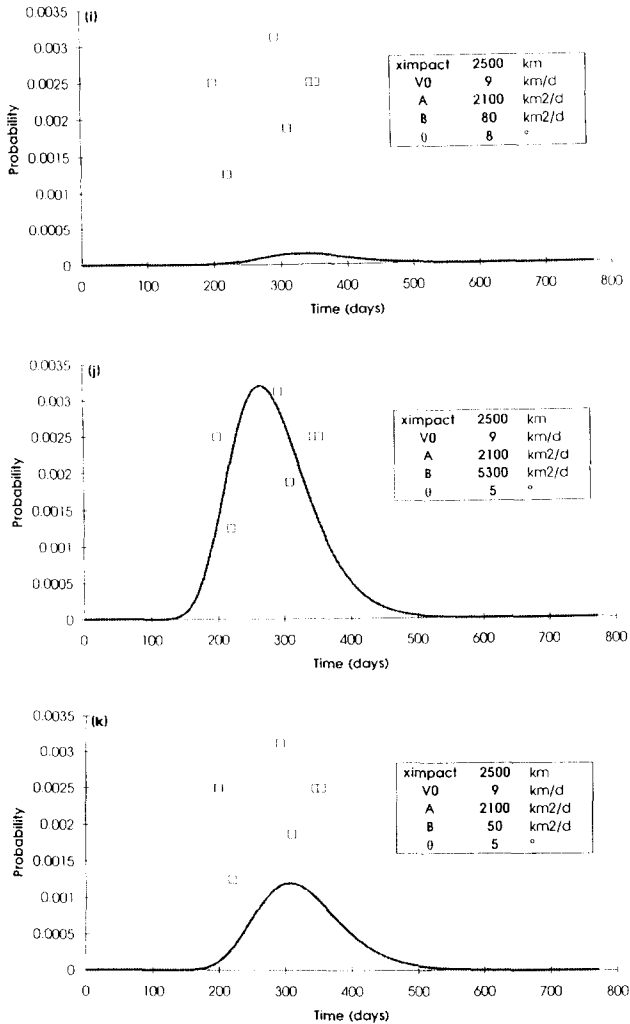 (i)
0.0035
0.003
0.0025
0.002
0.0015
0.001
0.0005
0
Probability
0 100 200 300 400 500 600 700 800
Time (days)
ximpact 2500 km
V0 9 km/d
A 2100 km2/d
B 80 km2/d
θ 8 °
(j)
0.0035
0.003
0.0025
0.002
0.0015
0.001
0.0005
0
Probability
0 100 200 300 400 500 600 700 800
Time (days)
ximpact 2500 km
V0 9 km/d
A 2100 km2/d
B 5300 km2/d
θ 5 °
(k)
0.0035
0.003
0.0025
0.002
0.0015
0.001
0.0005
0
Probability
0 100 200 300 400 500 600 700 800
Time (days)
ximpact 2500 km
V0 9 km/d
A 2100 km2/d
B 50 km2/d
θ 5 °